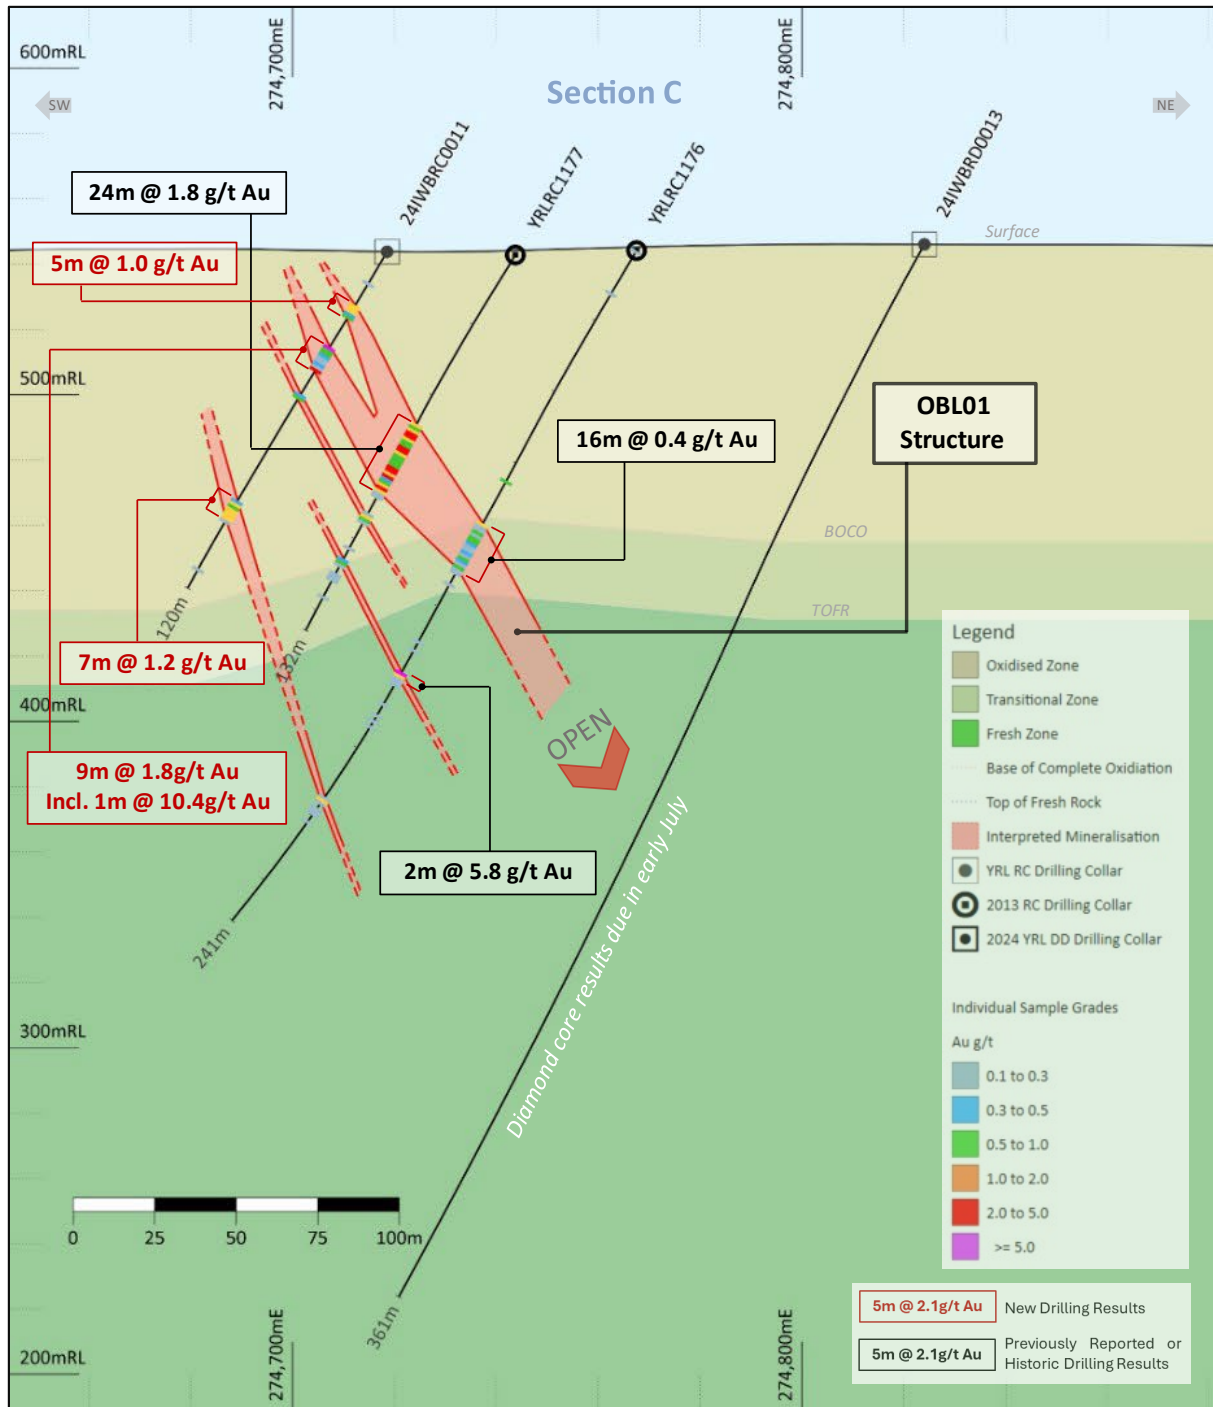 600mRL
274,700mE
274,800mE
Section C
SW
NE
24IWBRC0011
YRLRC1177
YRLRC1176
24IWBRD0013
24m @ 1.8 g/t Au
Surface
5m @ 1.0 g/t Au
500mRL
OBL01
Structure
16m @ 0.4 g/t Au
BOCO
TOFR
120m
132m
7m @ 1.2 g/t Au
400mRL
OPEN
9m @ 1.8g/t Au
Incl. 1m @ 10.4g/t Au
2m @ 5.8 g/t Au
241m
Diamond core results due in early July
300mRL
361m
0 25 50 75 100m
200mRL
274,700mE
274,800mE
Legend
Oxidised Zone
Transitional Zone
Fresh Zone
Base of Complete Oxidiation
Top of Fresh Rock
Interpreted Mineralisation
YRL RC Drilling Collar
2013 RC Drilling Collar
2024 YRL DD Drilling Collar
Individual Sample Grades
Au g/t
0.1 to 0.3
0.3 to 0.5
0.5 to 1.0
1.0 to 2.0
2.0 to 5.0
>= 5.0
5m @ 2.1g/t Au New Drilling Results
5m @ 2.1g/t Au Previously Reported or
Historic Drilling Results